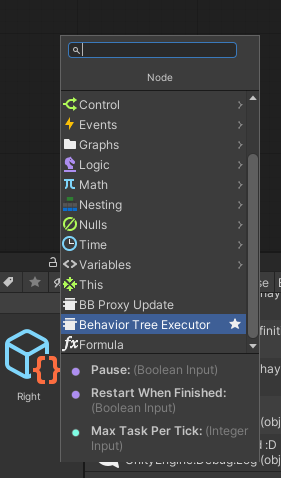 Node
Control
Events
Graphs
Logic
Math
Nesting
Nulls
Time
Variables
This
BB Proxy Update
Behavior Tree Executor
Formula
Pause: (Boolean Input)
Restart When Finished:
(Boolean Input)
Max Task Per Tick: (Integer
Input)
Right